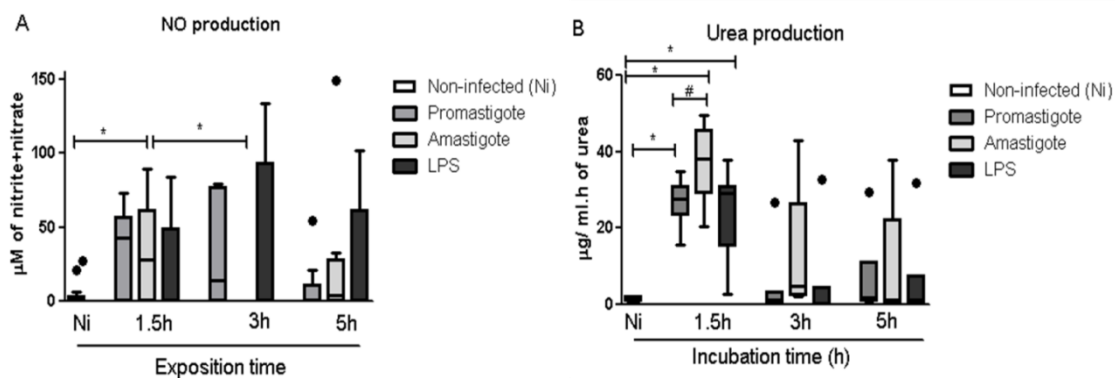 A
NO production
µM of nitrite+nitrate
150
100
50
0
*
*
Ni
1.5h
3h
5h
Exposition time
Non-infected (Ni)
Promastigote
Amastigote
LPS
B
Urea production
µg/ ml.h of urea
60
40
20
0
*
*
#
*
Ni
1.5h
3h
5h
Incubation time (h)
Non-infected (Ni)
Promastigote
Amastigote
LPS